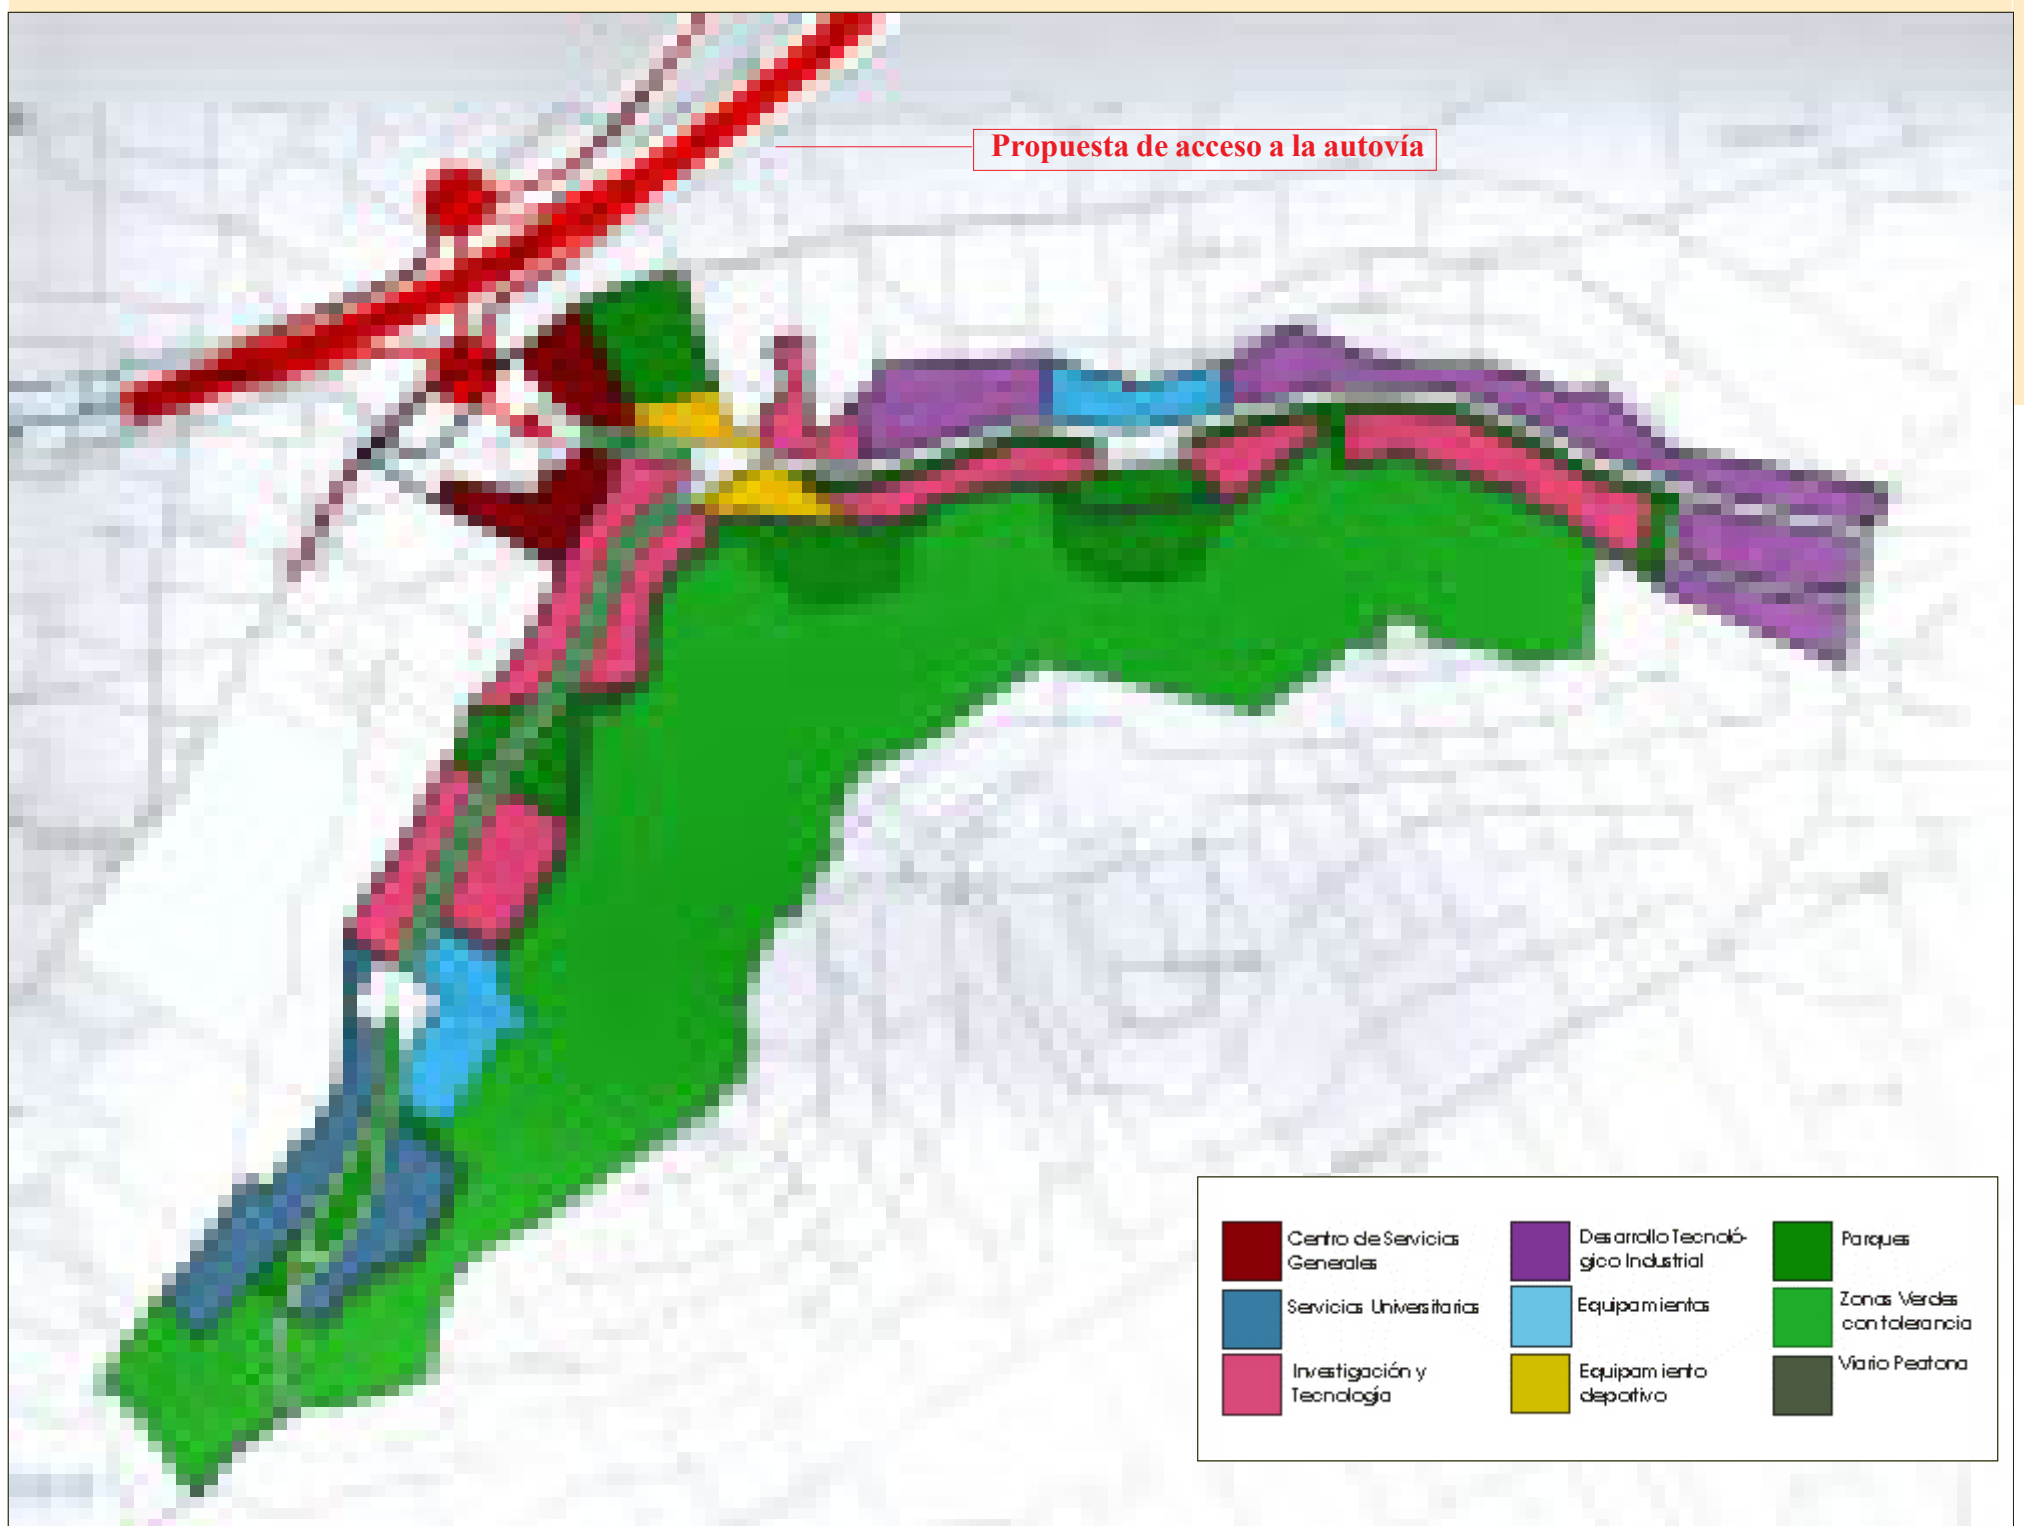 Propuesta de acceso a la autovía
Centro de Servicios
Generales
Servicios Universitarios
Investigación y
Tecnología
Desarrollo Tecnoló-
gico Industrial
Equipamientos
Equipamiento
deportivo
Parques
Zonas Verdes
con tolerancia
Viario Peatona